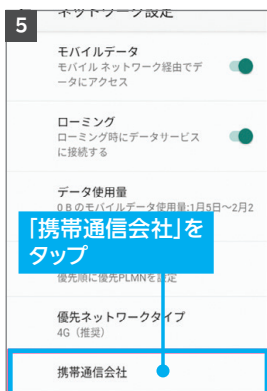 5
ネットワーク設定
モバイルデータ
モバイル ネットワーク経由でデ
ータにアクセス
ローミング
ローミング時にデータサービス
に接続する
データ使用量
0 B のモバイルデータ使用量:1月5日〜2月2
「携帯通信会社」を
タップ
優先順に優先PLMNを設定
優先ネットワークタイプ
4G（推奨）
携帯通信会社